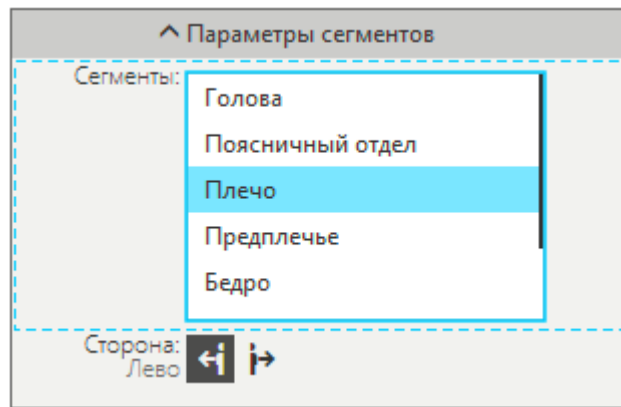 Параметры сегментов
Сегменты:
Голова
Поясничный отдел
Плечо
Предплечье
Бедро
Сторона:
Лево